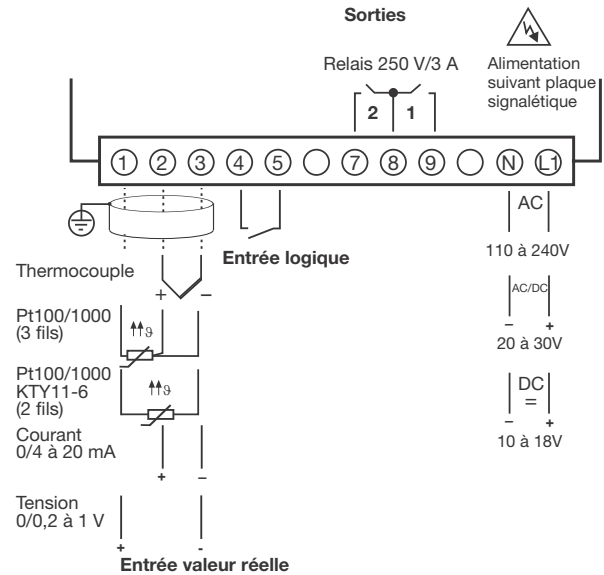 Sorties
Relais 250 V/3 A
Alimentation
suivant plaque
signalétique
2 1
1 2 3 4 5 7 8 9 N L1
AC
110 à 240V
Entrée logique
Thermocouple
+ −
AC/DC
− +
20 à 30V
Pt100/1000
(3 fils)
ϑ
Pt100/1000
KTY11-6
(2 fils)
ϑ
DC
=
− +
10 à 18V
Courant
0/4 à 20 mA
+ −
Tension
0/0,2 à 1 V
+ -
Entrée valeur réelle